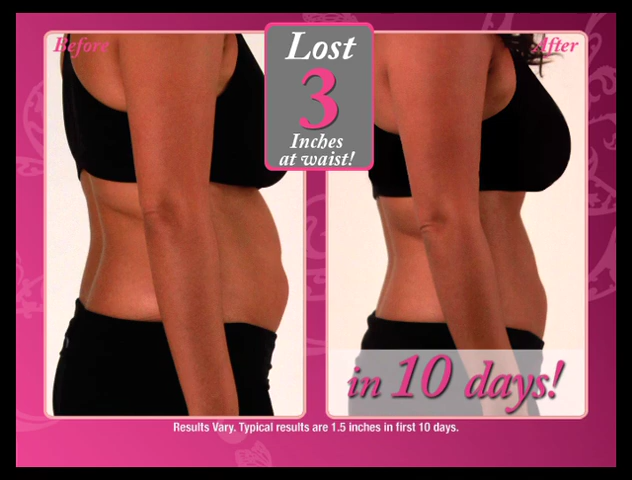 Before
After
Lost
3
Inches
at waist!
in 10 days!
Results Vary. Typical results are 1.5 inches in first 10 days.